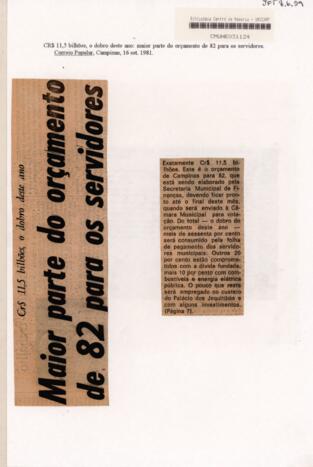 JPT 8.6.09
Biblioteca Centro de Memória - UNICAMP
CMUHE031124
CR$ 11,5 bilhões, o dobro deste ano: maior parte do orçamento de 82 para os servidores.
Correio Popular, Campinas, 16 set. 1981.
Cr$ 11,5 bilhões, o dobro deste ano
Maior parte do orçamento
de 82 para os servidores
Exatamente Cr$ 11,5 bi-
lhões. Este é o orçamento
de Campinas para 82, que
está sendo elaborado pela
Secretaria Municipal de Fi-
nanças, devendo ficar pron-
to até o final deste mês,
quando será enviado à Câ-
mara Municipal para vota-
ção. Do total — o dobro do
orçamento deste ano —
mais de sessenta por cento
será consumido pela folha
de pagamento dos servido-
res municipais. Outros 20
por cento estão comprome-
tidos com a dívida fundada,
mais 10 por cento com com-
bustíveis e energia elétrica
pública. O pouco que resta
será empregado no custeio
do Palácio dos Jequitibás e
com alguns investimentos.
(Página 7).